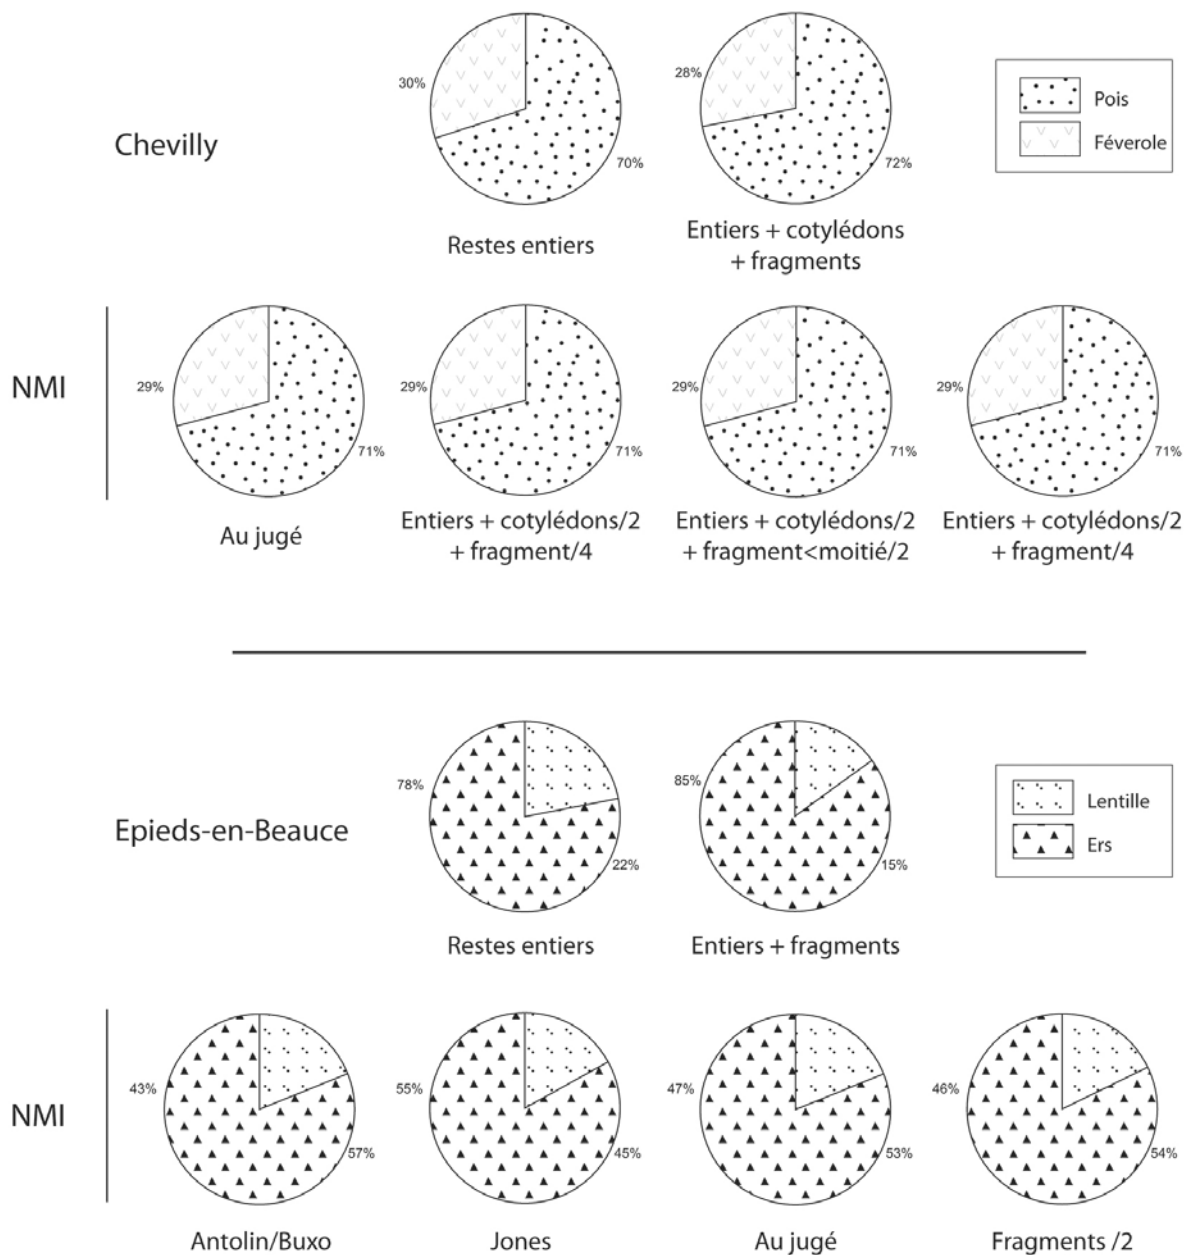 Chevilly
30%
70%
Restes entiers
28%
72%
Entiers + cotylédons
+ fragments
Pois
Féverole
NMI
29%
71%
Au jugé
29%
71%
Entiers + cotylédons/2
+ fragment/4
29%
71%
Entiers + cotylédons/2
+ fragment<moitié/2
29%
71%
Entiers + cotylédons/2
+ fragment/4
Epieds-en-Beauce
78%
22%
Restes entiers
85%
15%
Entiers + fragments
Lentille
Ers
NMI
43%
57%
Antolin/Buxo
55%
45%
Jones
47%
53%
Au jugé
46%
54%
Fragments /2